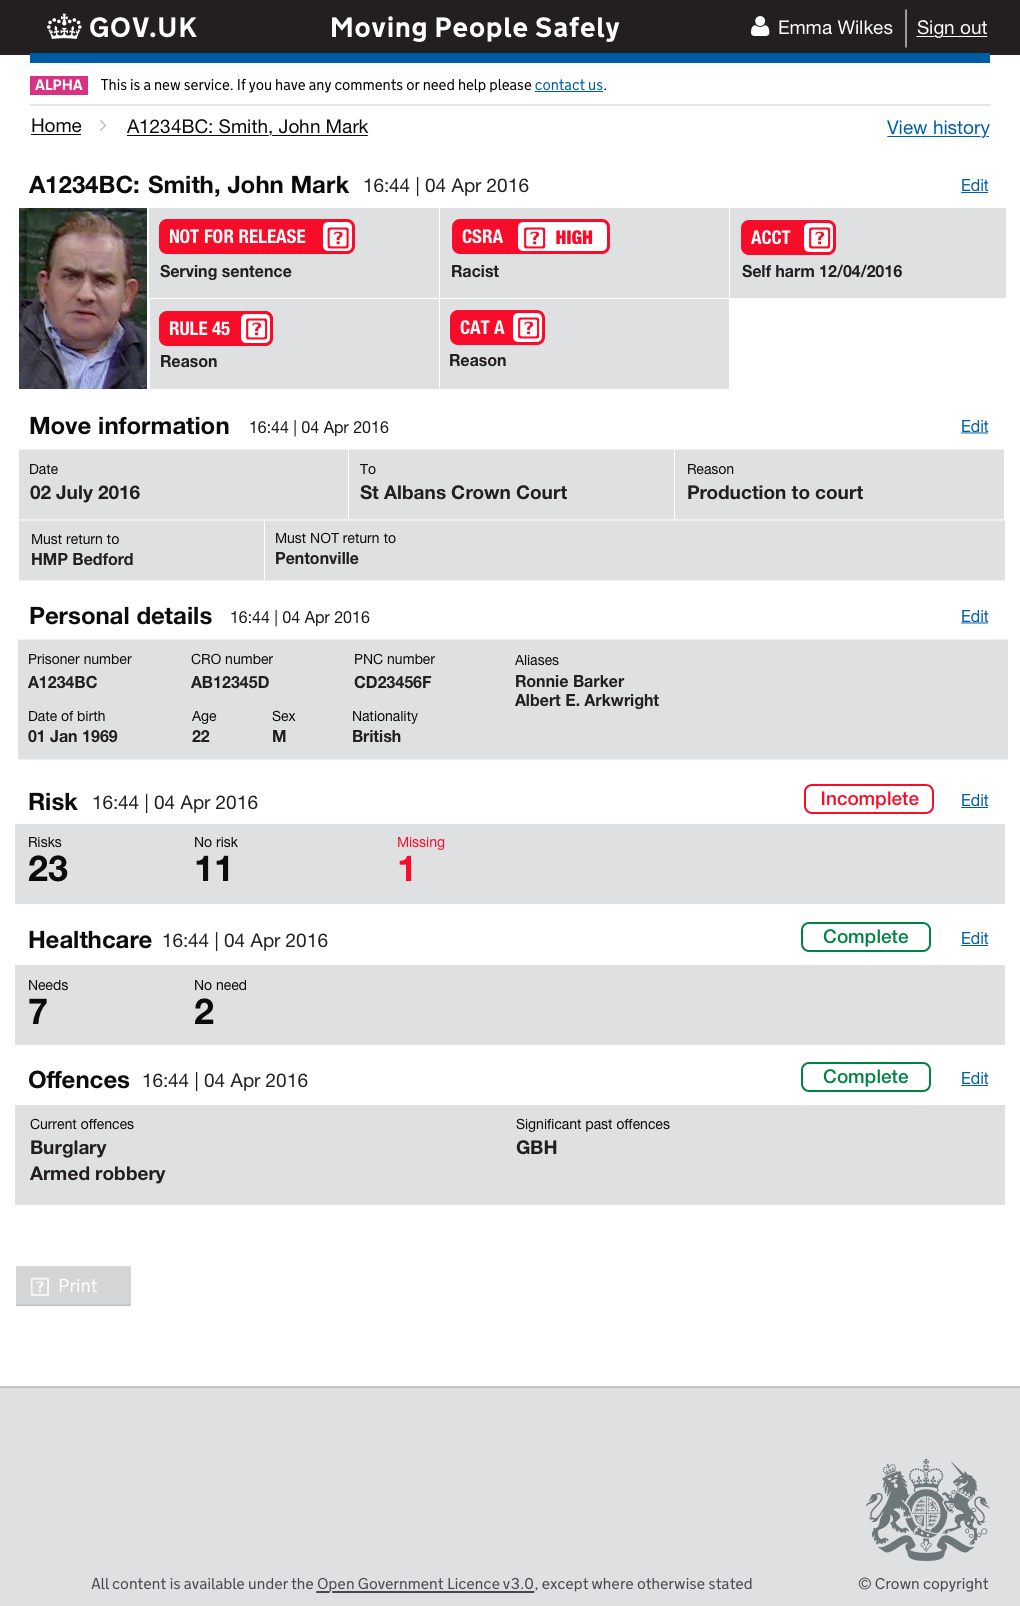 GOV.UK Moving People Safely Emma Wilkes Sign out
ALPHA This is a new service. If you have any comments or need help please contact us.
Home A1234BC: Smith, John Mark View history
A1234BC: Smith, John Mark 16:44 | 04 Apr 2016 Edit
NOT FOR RELEASE ? CSRA ? HIGH ACCT ?
Serving sentence Racist Self harm 12/04/2016
RULE 45 ? CAT A ?
Reason Reason
Move information 16:44 | 04 Apr 2016 Edit
Date To Reason
02 July 2016 St Albans Crown Court Production to court
Must return to Must NOT return to
HMP Bedford Pentonville
Personal details 16:44 | 04 Apr 2016 Edit
Prisoner number CRO number PNC number Aliases
A1234BC AB12345D CD23456F Ronnie Barker
Albert E. Arkwright
Date of birth Age Sex Nationality
01 Jan 1969 22 M British
Risk 16:44 | 04 Apr 2016 Incomplete Edit
Risks No risk Missing
23 11 1
Healthcare 16:44 | 04 Apr 2016 Complete Edit
Needs No need
7 2
Offences 16:44 | 04 Apr 2016 Complete Edit
Current offences Significant past offences
Burglary GBH
Armed robbery
? Print
All content is available under the Open Government Licence v3.0, except where otherwise stated © Crown copyright